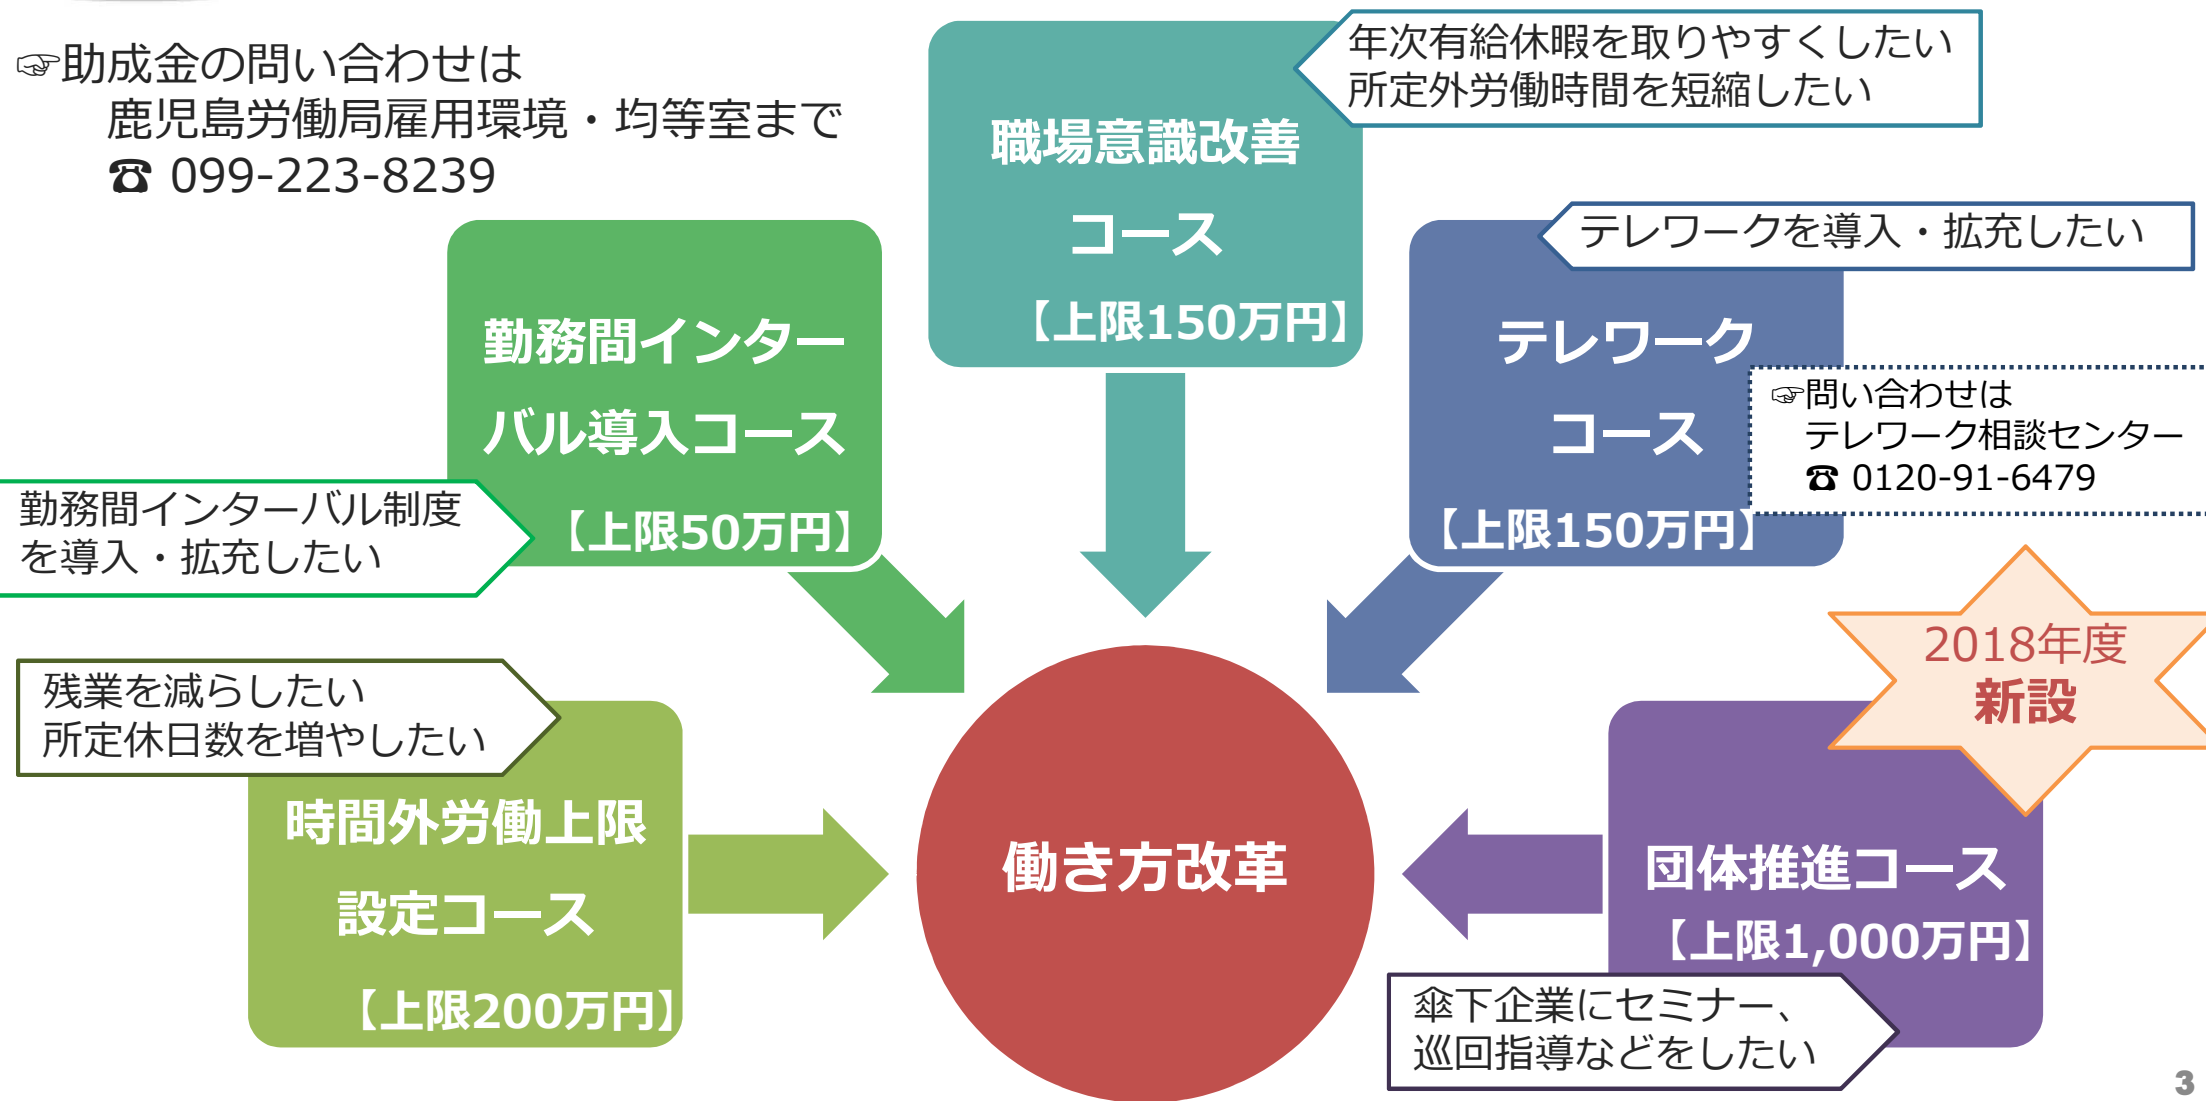 ☞助成金の問い合わせは
鹿児島労働局雇用環境・均等室まで
☎ 099-223-8239
年次有給休暇を取りやすくしたい
所定外労働時間を短縮したい
職場意識改善
コース
【上限150万円】
テレワークを導入・拡充したい
テレワーク
コース
【上限150万円】
☞問い合わせは
テレワーク相談センター
☎ 0120-91-6479
勤務間インター
バル導入コース
【上限50万円】
勤務間インターバル制度
を導入・拡充したい
残業を減らしたい
所定休日数を増やしたい
時間外労働上限
設定コース
【上限200万円】
働き方改革
2018年度
新設
団体推進コース
【上限1,000万円】
傘下企業にセミナー、
巡回指導などをしたい
3